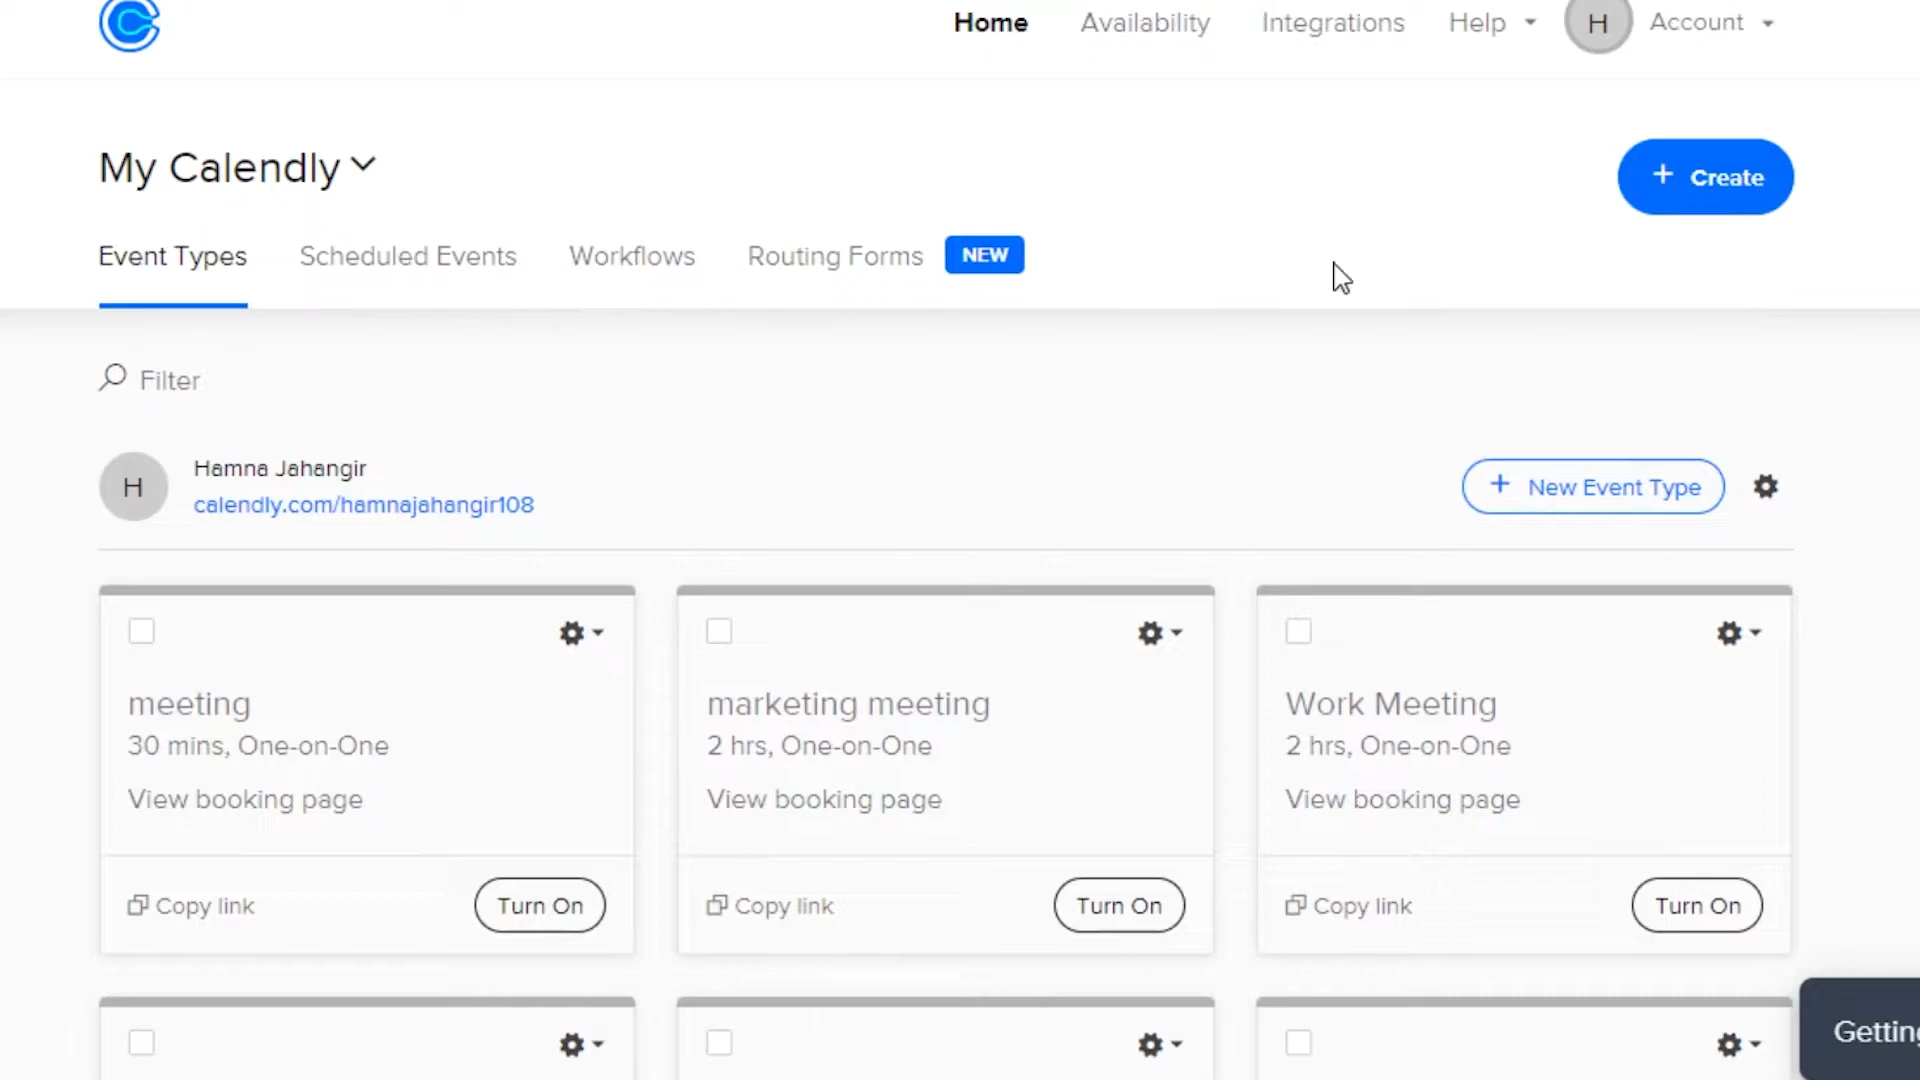 Home Availability Integrations Help H Account
My Calendly
+ Create
Event Types Scheduled Events Workflows Routing Forms NEW
Filter
H
Hamna Jahangir
calendly.com/hamnajahangir108
+ New Event Type
meeting
30 mins, One-on-One
View booking page
Copy link Turn On
marketing meeting
2 hrs, One-on-One
View booking page
Copy link Turn On
Work Meeting
2 hrs, One-on-One
View booking page
Copy link Turn On